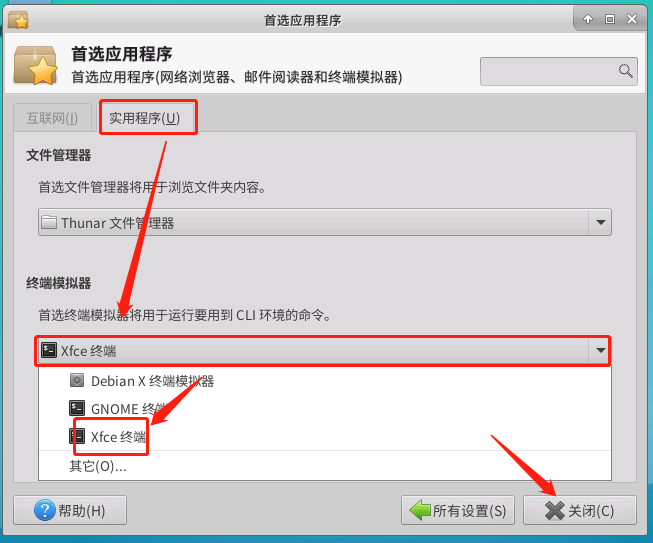 首选应用程序
首选应用程序
首选应用程序(网络浏览器、邮件阅读器和终端模拟器)
互联网(I) 实用程序(U)
文件管理器
首选文件管理器将用于浏览文件夹内容。
Thunar 文件管理器
终端模拟器
首选终端模拟器将用于运行要用到 CLI 环境的命令。
Xfce 终端
Debian X 终端模拟器
GNOME 终端
Xfce 终端
其它(O)...
帮助(H) 所有设置(S) 关闭(C)